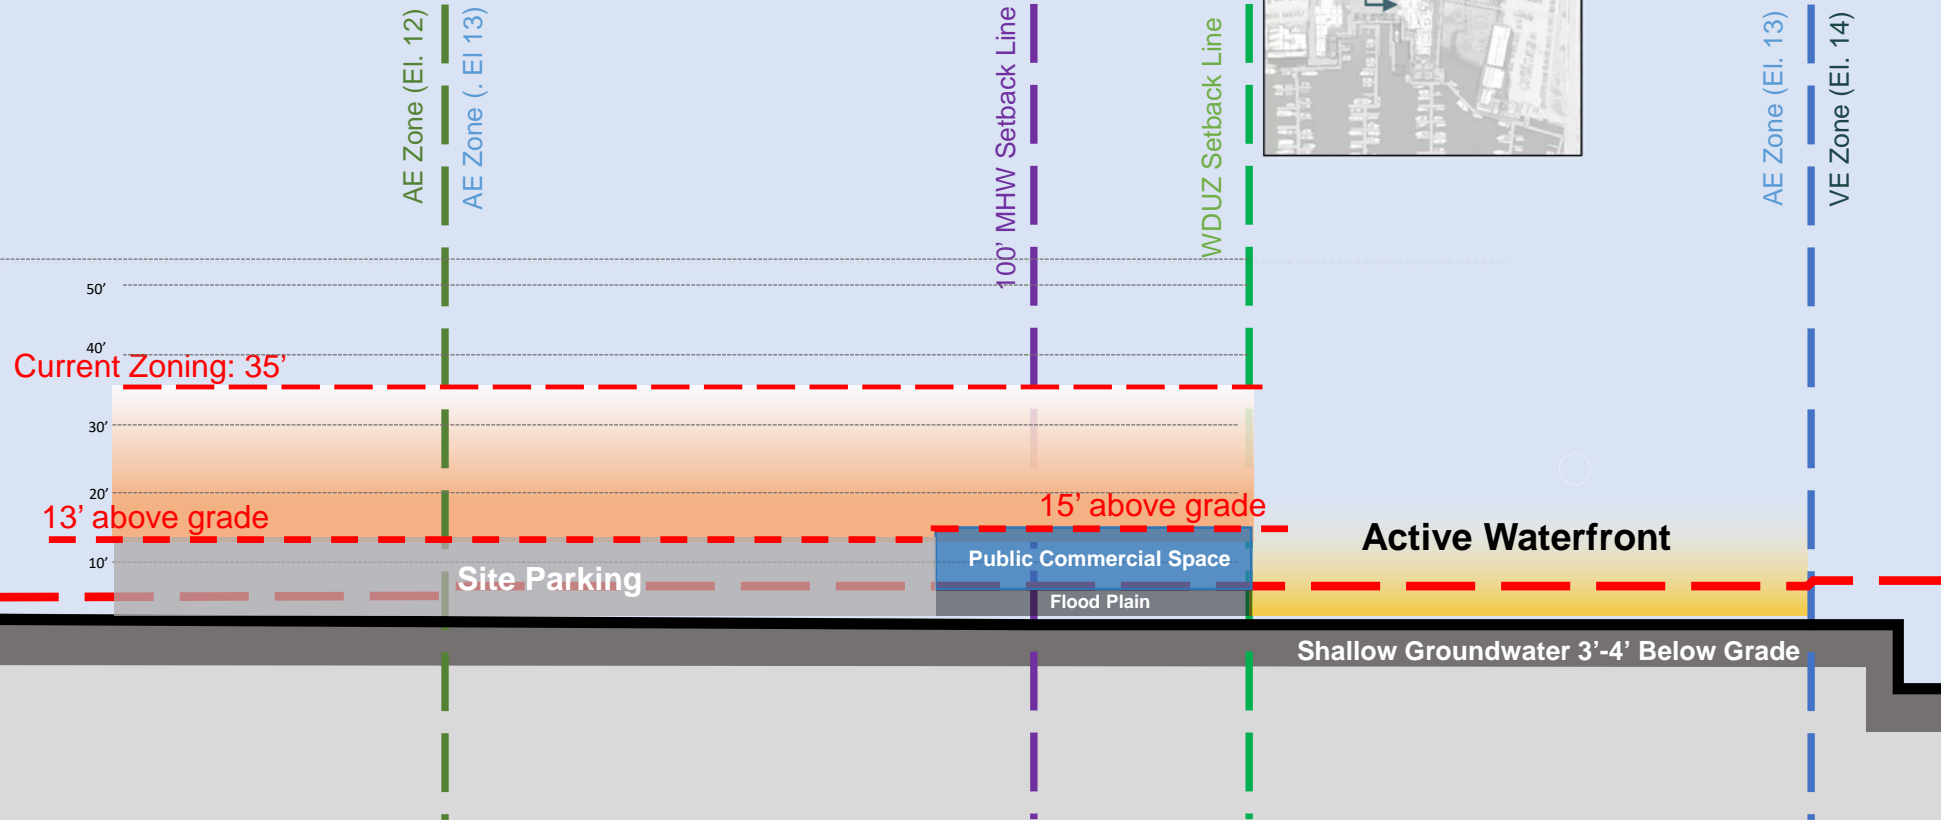 AE Zone (El. 12)
AE Zone (. El 13)
100’ MHW Setback Line
WDUZ Setback Line
AE Zone (El. 13)
VE Zone (El. 14)
50’
40’
Current Zoning: 35’
30’
20’
13’ above grade
15’ above grade
10’
Site Parking
Public Commercial Space
Flood Plain
Active Waterfront
Shallow Groundwater 3’-4’ Below Grade